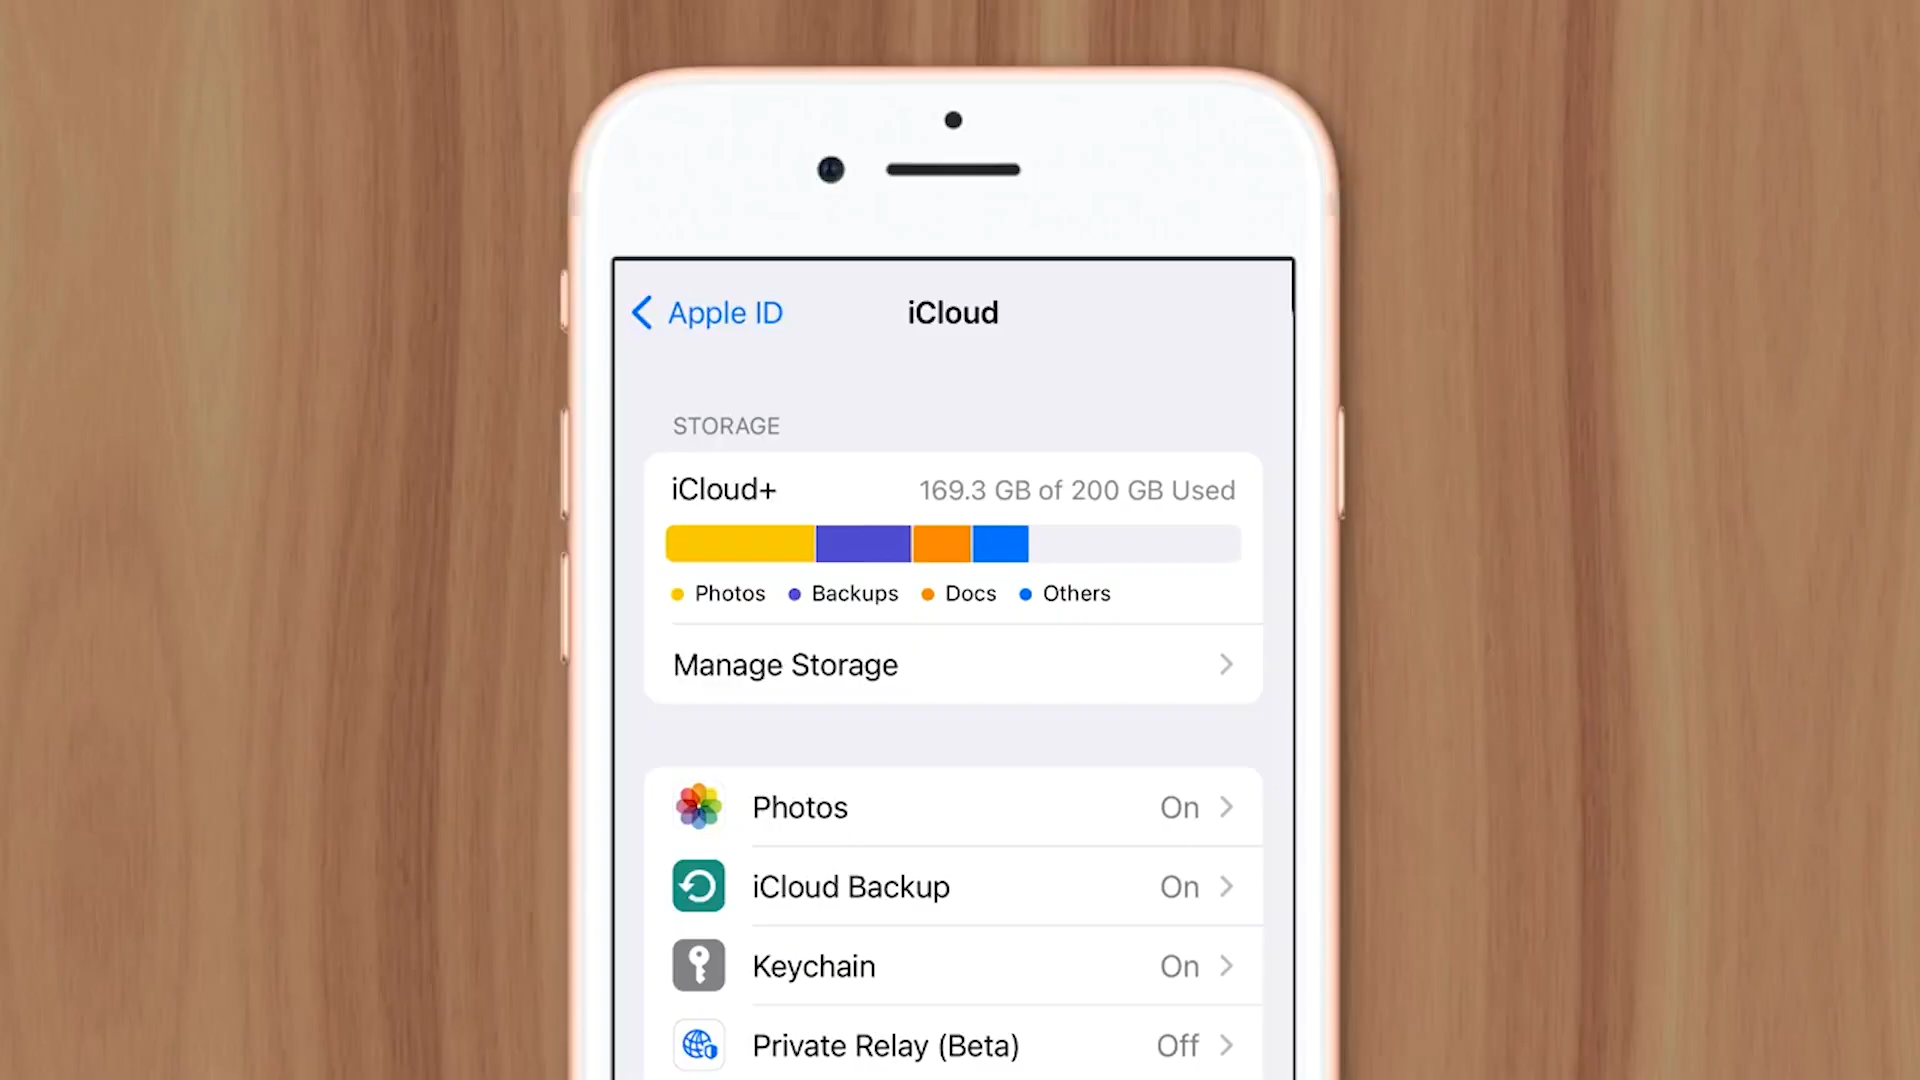 Apple ID
iCloud
STORAGE
iCloud+ 169.3 GB of 200 GB Used
Photos Backups Docs Others
Manage Storage
Photos On
iCloud Backup On
Keychain On
Private Relay (Beta) Off